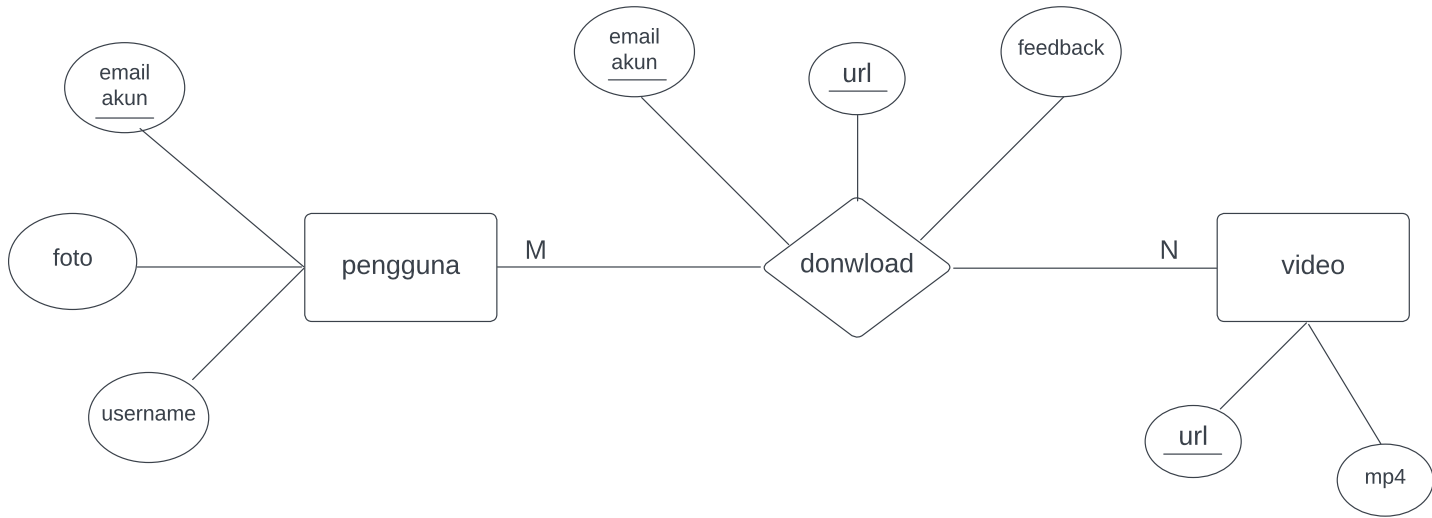 email
akun
foto
username
pengguna
M
email
akun
url
feedback
donwload
N
video
url
mp4